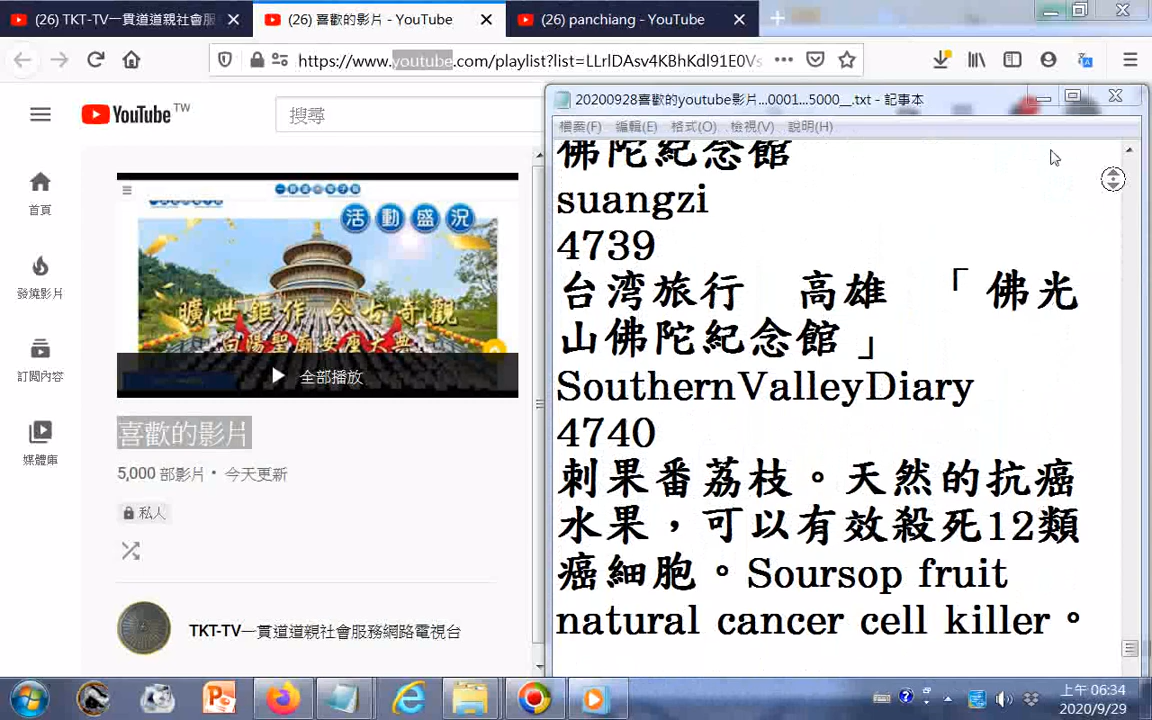 (26) TKT-TV一貫道道親社會服
(26) 喜歡的影片 - YouTube
(26) panchiang - YouTube
https://www.youtube.com/playlist?list=LLrlDAsv4KBhKdl91E0Vs
YouTube TW
搜尋
首頁
發燒影片
訂閱內容
媒體庫
活動盛況
曠世鉅作 今古奇觀
白陽聖廟安座大典
全部播放
喜歡的影片
5,000 部影片・今天更新
私人
TKT-TV一貫道道親社會服務網路電視台
20200928喜歡的youtube影片...0001...5000__.txt - 記事本
檔案(F) 編輯(E) 格式(O) 檢視(V) 說明(H)
佛陀紀念館
suangzi
4739
台湾旅行　高雄　「 佛光
山佛陀紀念館 」
SouthernValleyDiary
4740
刺果番荔枝。天然的抗癌
水果，可以有效殺死12類
癌細胞。Soursop fruit
natural cancer cell killer。
上午 06:34
2020/9/29